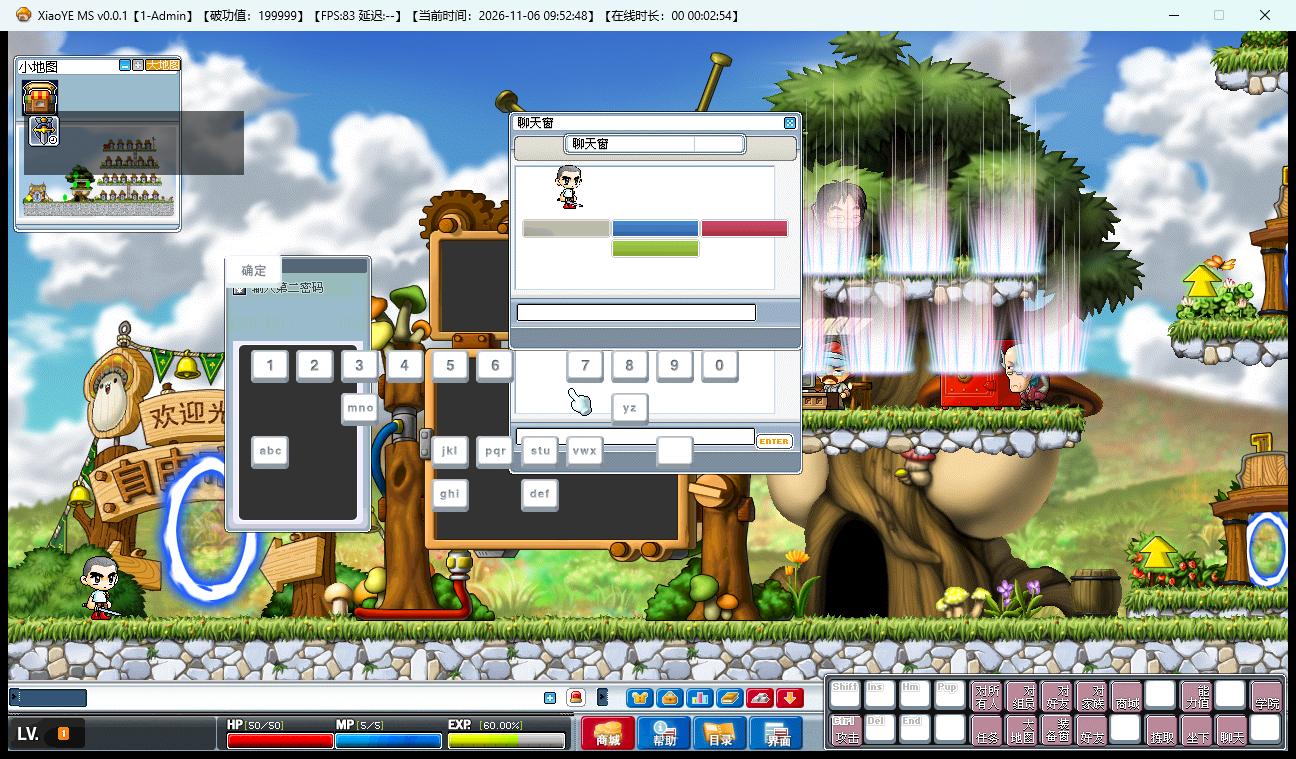 XiaoYE MS v0.0.1【1-Admin】 【破功值：199999】 【FPS:83 延迟:--】 【当前时间：2026-11-06 09:52:48】 【在线时长：00 00:02:54】
小地图
大地图
聊天窗
聊天窗
确定
输入第二密码
1 2 3 4 5 6 7 8 9 0
mno yz
abc jkl pqr stu vwx
ENTER
ghi def
欢迎光
自由
Shift Ins Hm Pup
对所有人 对组员 对好友 对家族 商城 能力值 学院
Ctrl Del End
攻击 任务 大地图 装备窗 好友 拾取 坐下 聊天
LV. 1
HP [50/50] MP [5/5] EXP. [60.00%]
商城 帮助 目录 界面